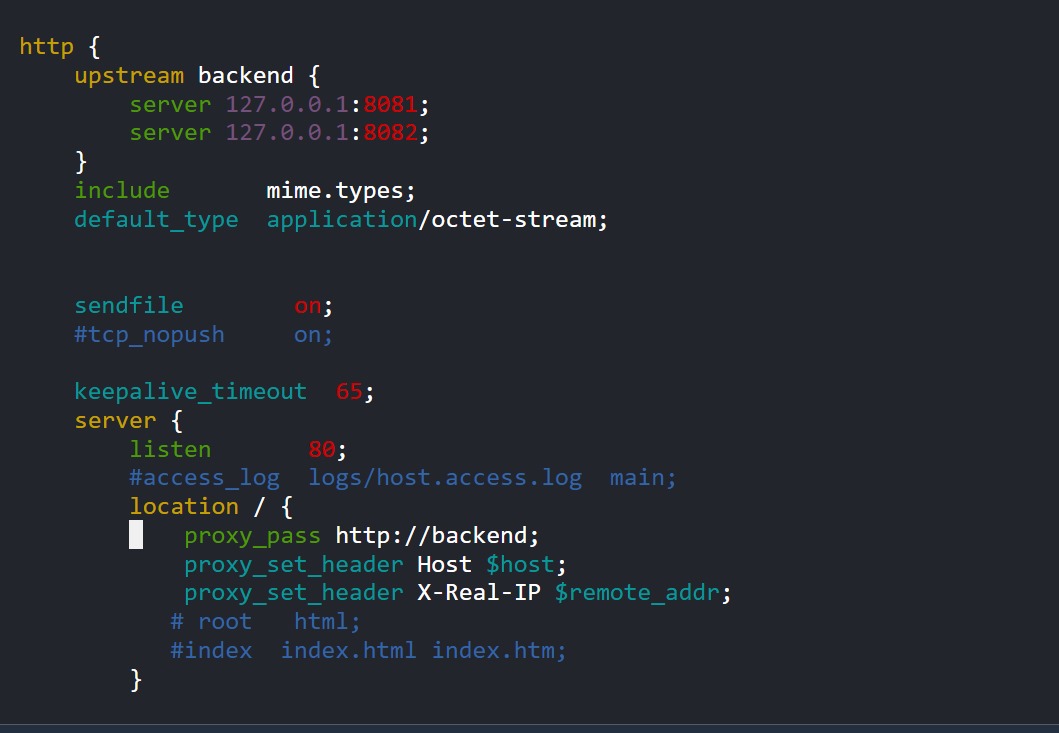 http {
    upstream backend {
        server 127.0.0.1:8081;
        server 127.0.0.1:8082;
    }
    include       mime.types;
    default_type  application/octet-stream;
    sendfile        on;
    #tcp_nopush     on;
    keepalive_timeout  65;
    server {
        listen       80;
        #access_log  logs/host.access.log  main;
        location / {
            proxy_pass http://backend;
            proxy_set_header Host $host;
            proxy_set_header X-Real-IP $remote_addr;
           # root   html;
           #index  index.html index.htm;
        }